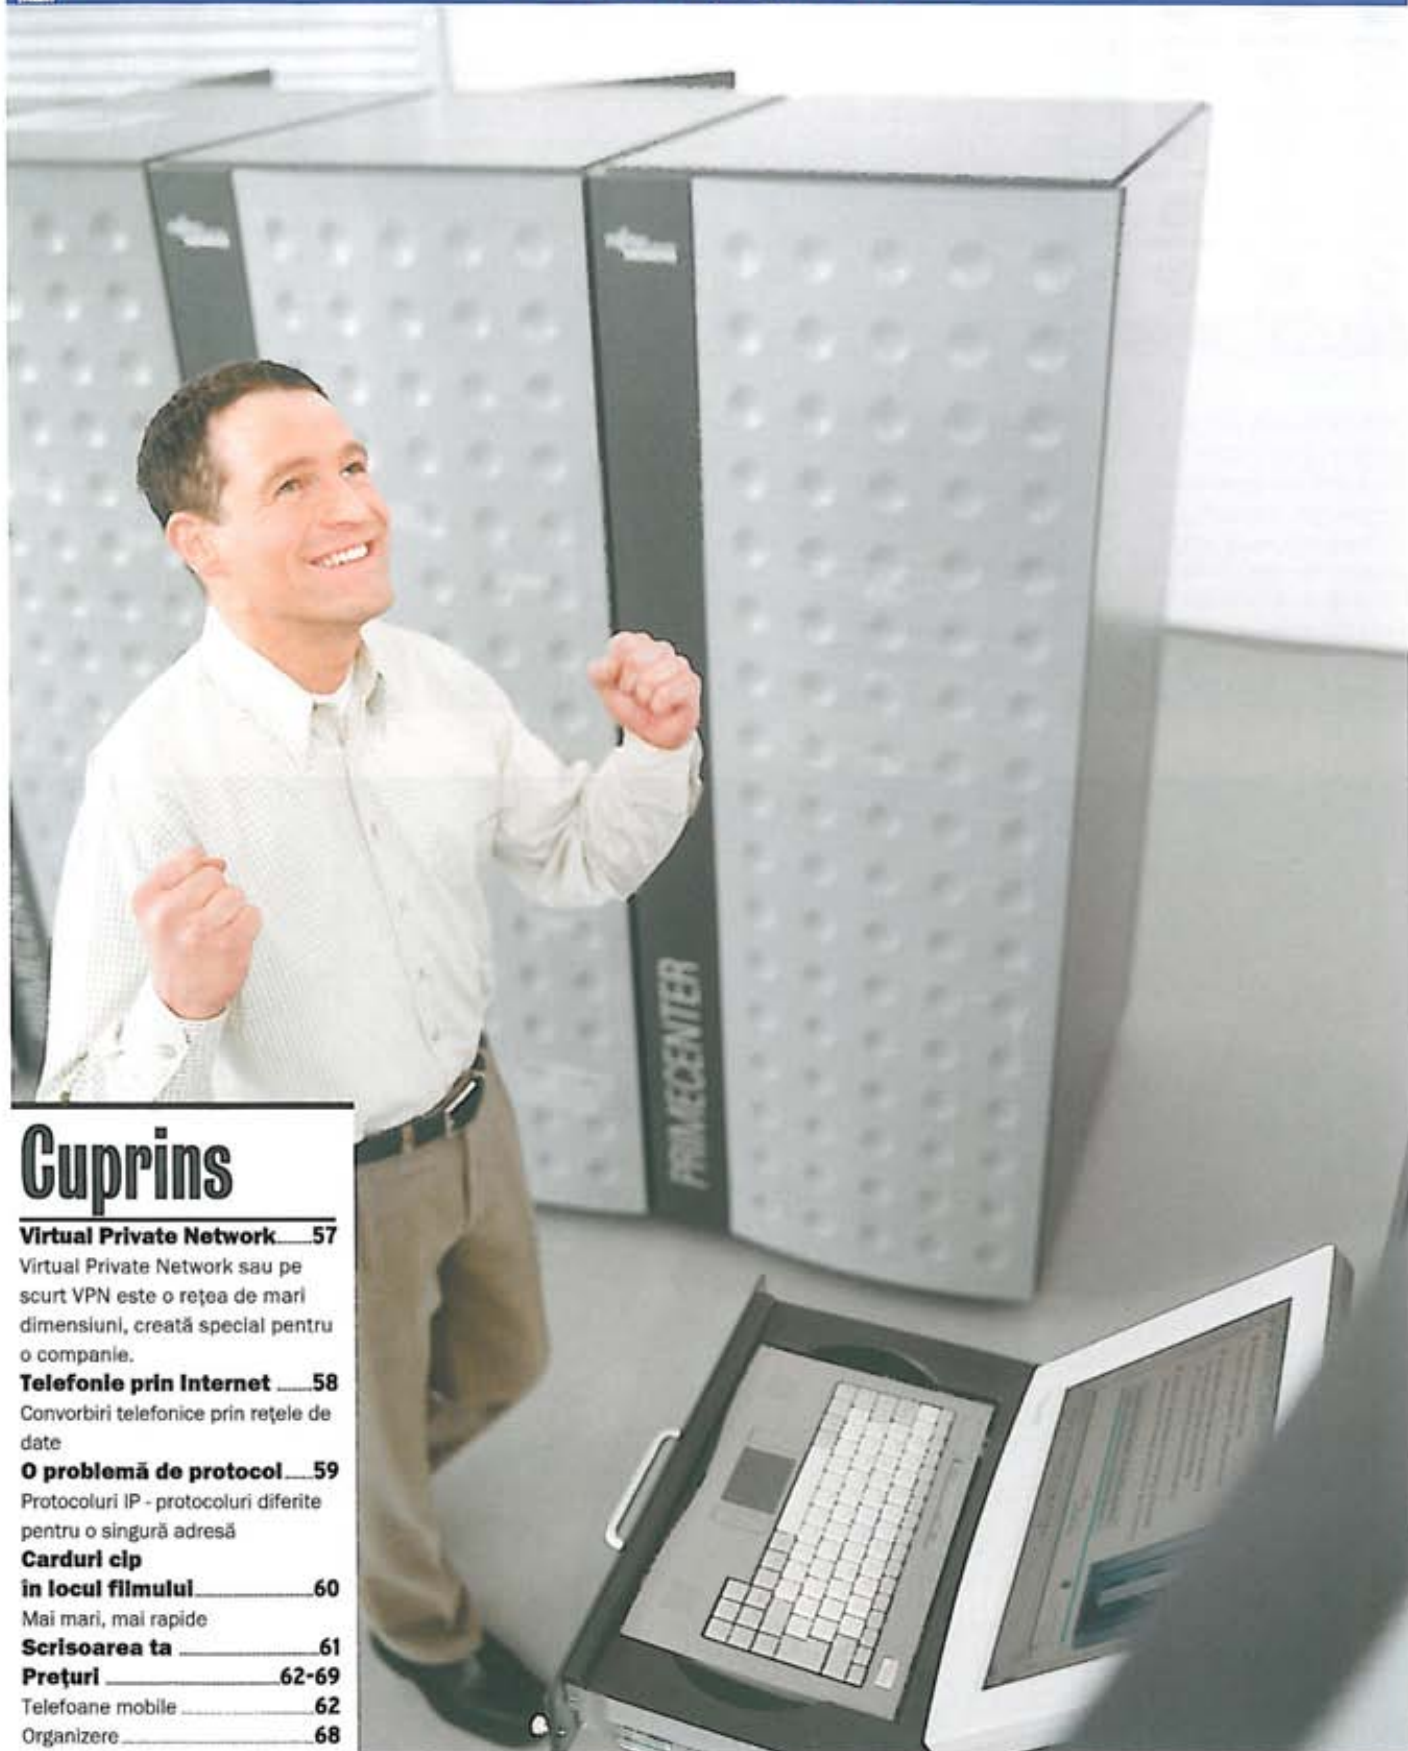 PRIMECENTER
Cuprins
Virtual Private Network......57
Virtual Private Network sau pe
scurt VPN este o rețea de mari
dimensiuni, creată special pentru
o companie.
Telefonie prin Internet ......58
Convorbiri telefonice prin rețele de
date
O problemă de protocol.....59
Protocoluri IP - protocoluri diferite
pentru o singură adresă
Carduri cip
în locul filmului.....................60
Mai mari, mai rapide
Scrisoarea ta .........................61
Prețuri ...............................62-69
Telefoane mobile .......................62
Organizere..................................68